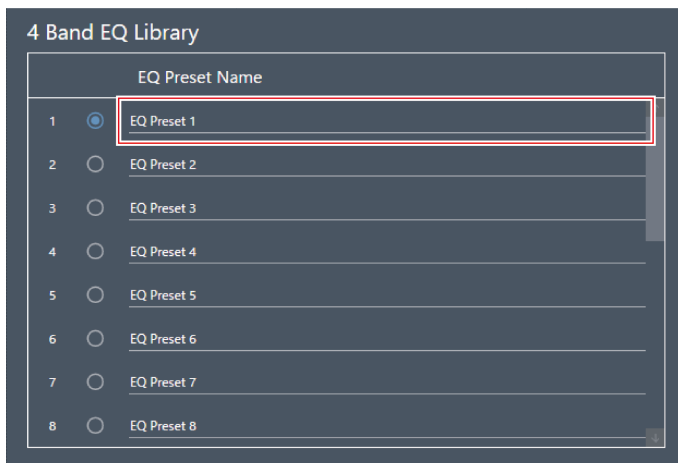 4 Band EQ Library
EQ Preset Name
1 EQ Preset 1
2 EQ Preset 2
3 EQ Preset 3
4 EQ Preset 4
5 EQ Preset 5
6 EQ Preset 6
7 EQ Preset 7
8 EQ Preset 8